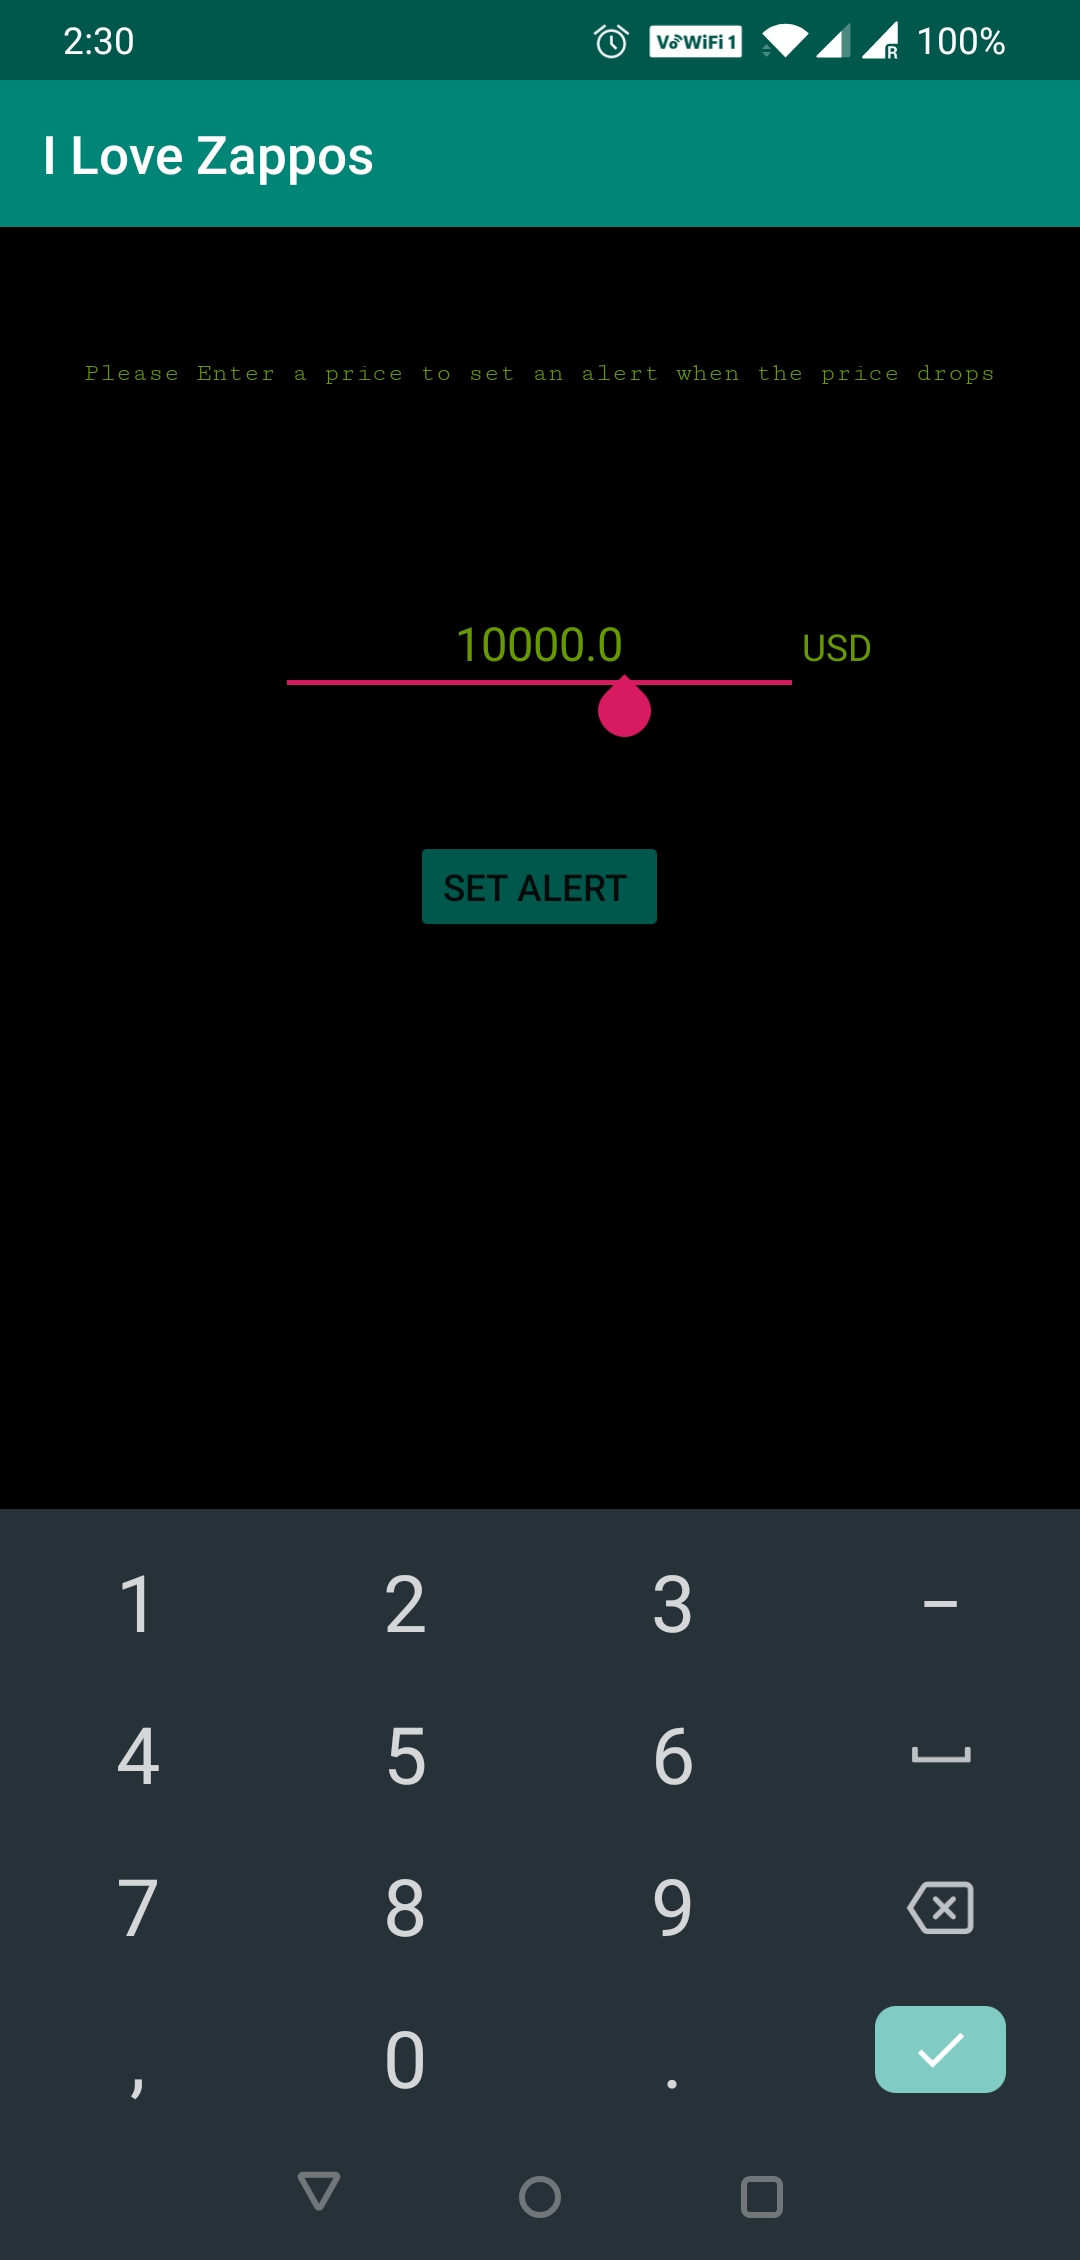 2:30 VoWiFi 1 R 100%
I Love Zappos
Please Enter a price to set an alert when the price drops
10000.0 USD
SET ALERT
1 2 3 –
4 5 6
7 8 9
, 0 .